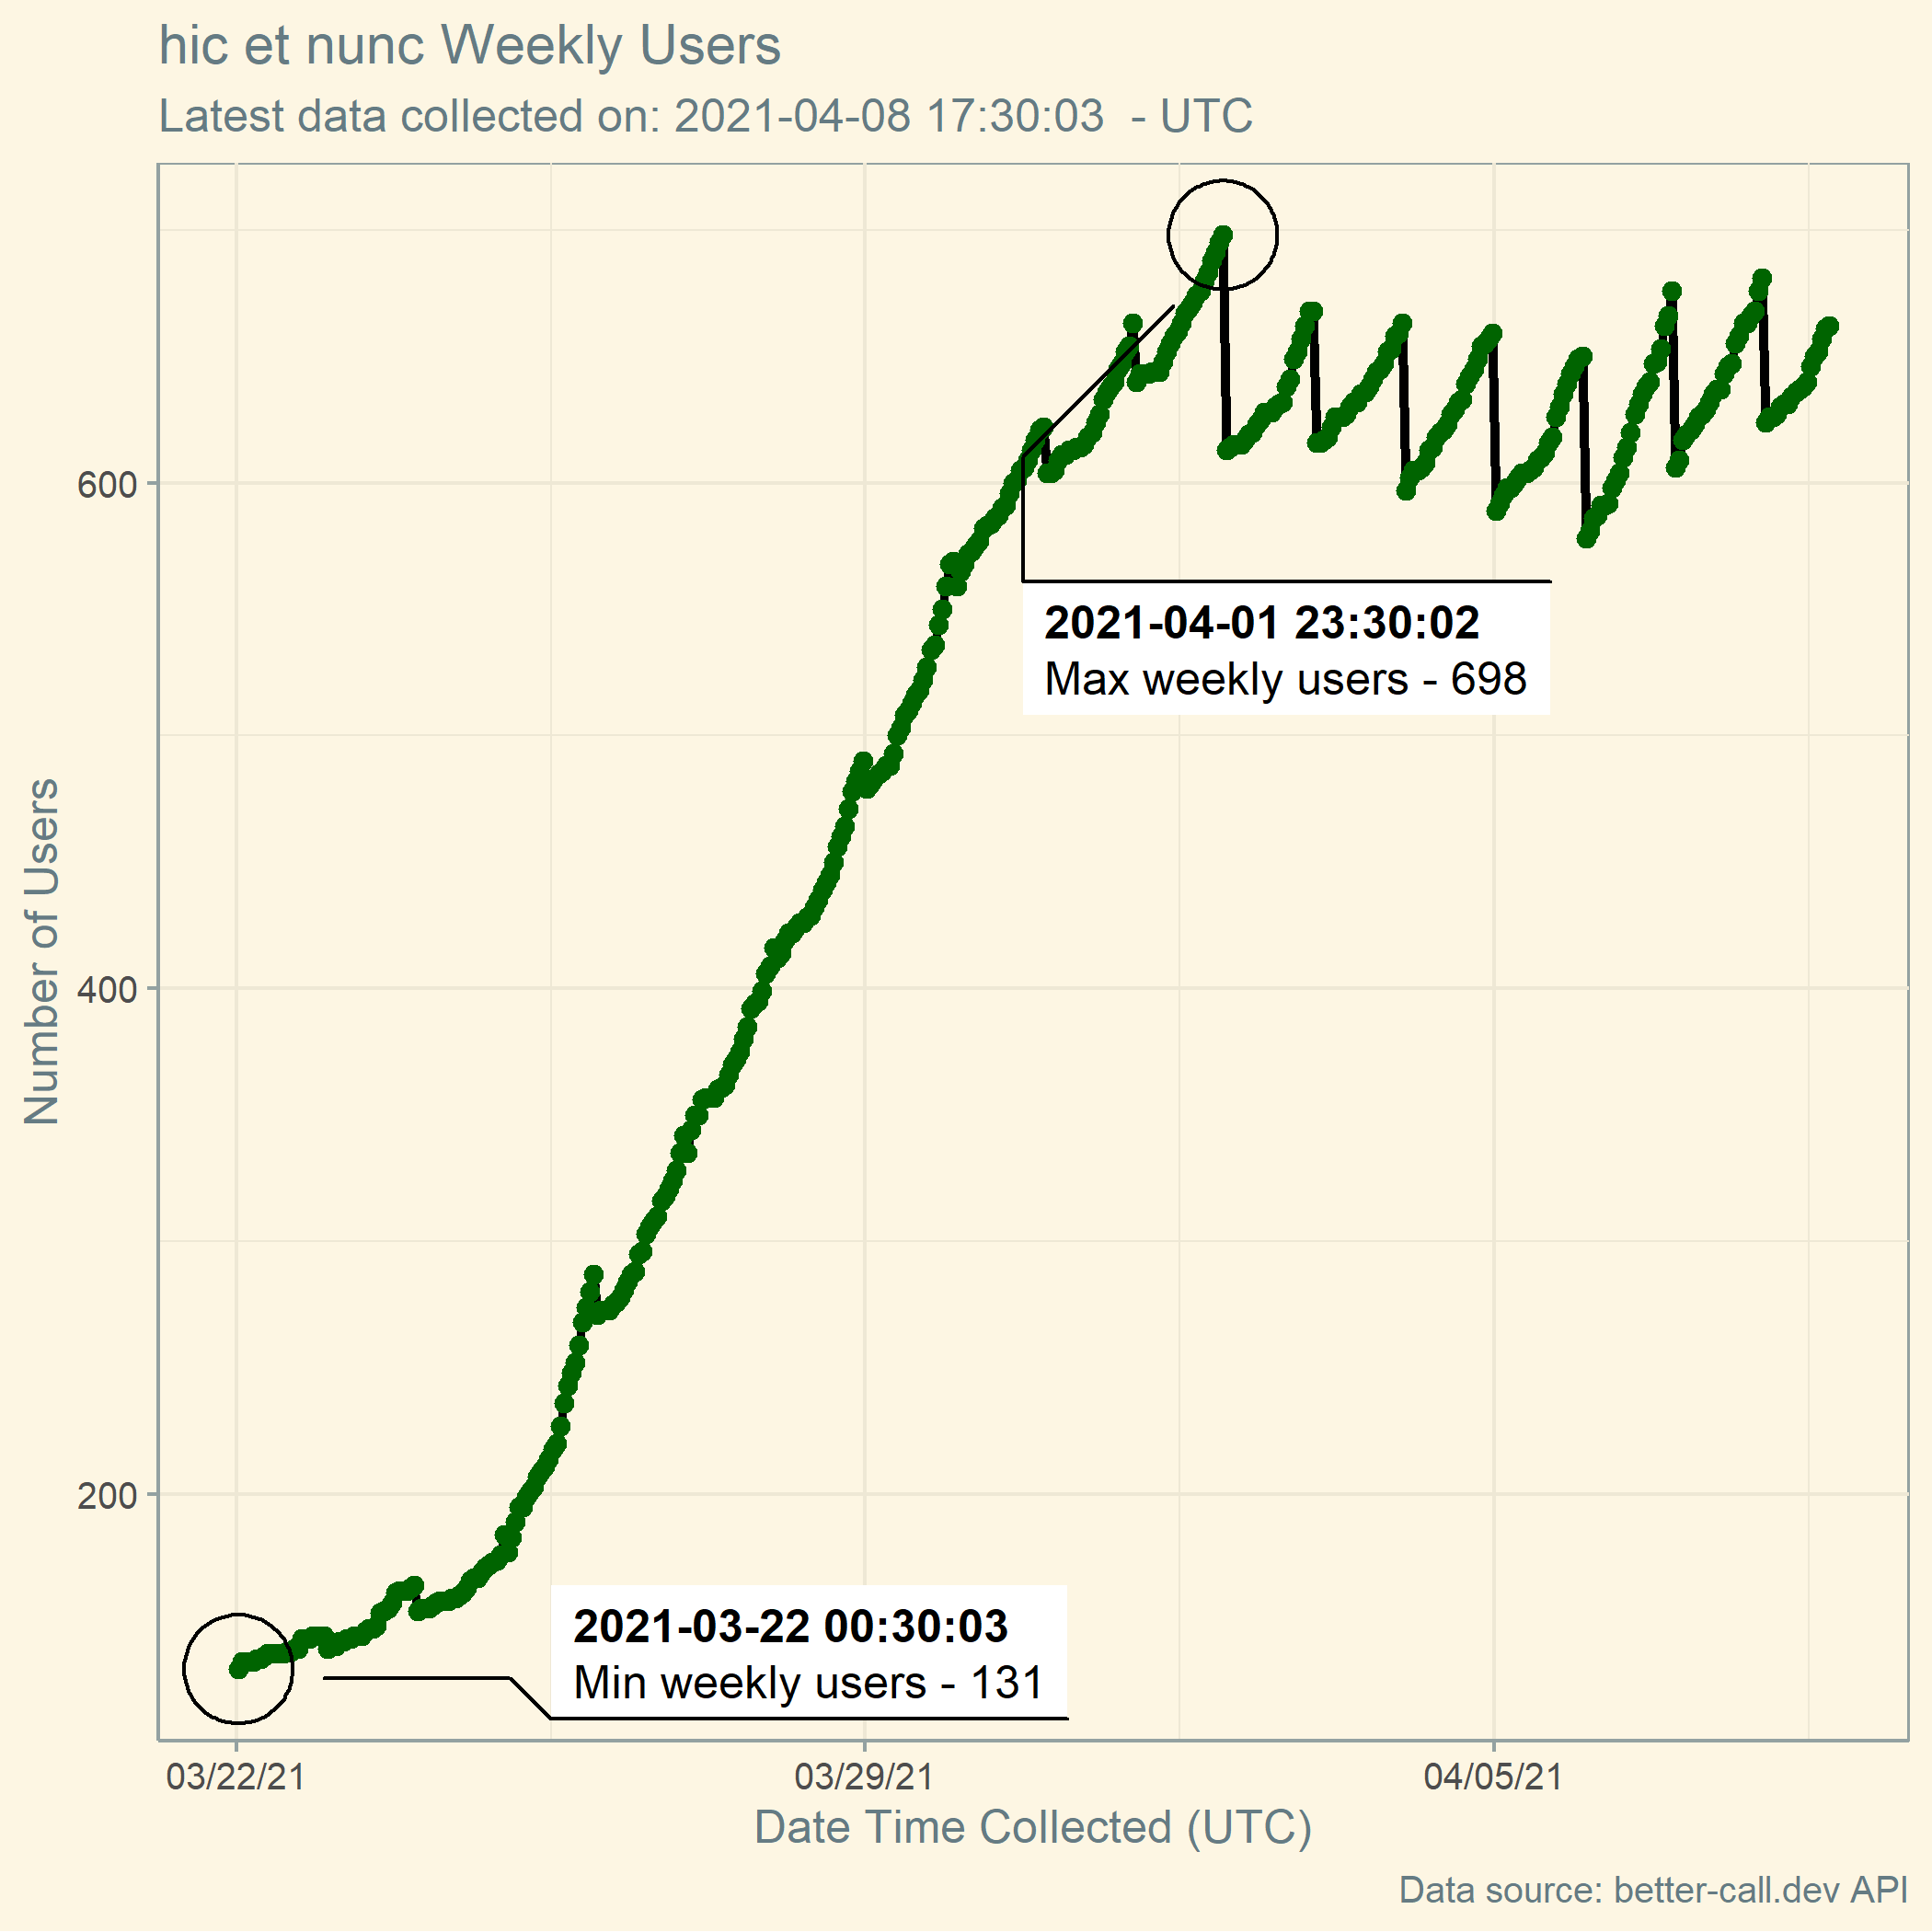 hic et nunc Weekly Users
Latest data collected on: 2021-04-08 17:30:03  - UTC
Number of Users
600
400
200
2021-04-01 23:30:02
Max weekly users - 698
2021-03-22 00:30:03
Min weekly users - 131
03/22/21
03/29/21
04/05/21
Date Time Collected (UTC)
Data source: better-call.dev API